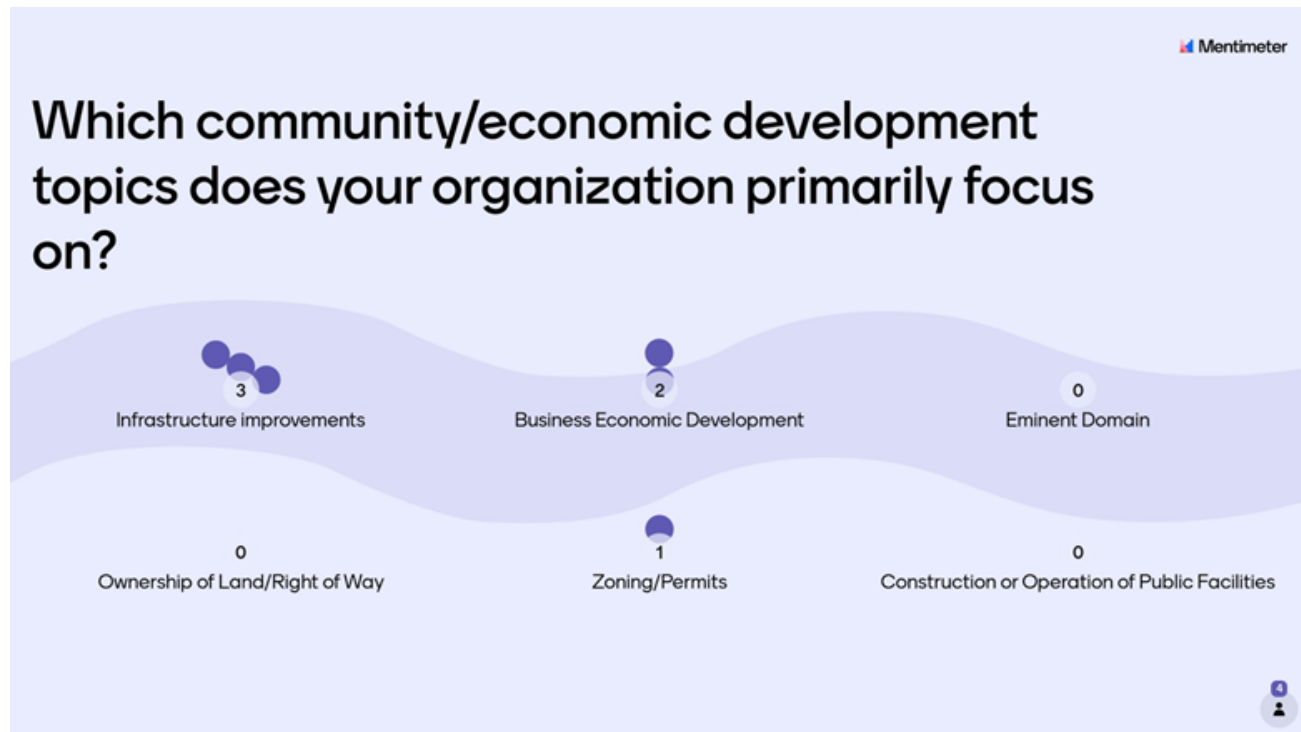 Mentimeter
Which community/economic development
topics does your organization primarily focus
on?
3
Infrastructure improvements
2
Business Economic Development
0
Eminent Domain
0
Ownership of Land/Right of Way
1
Zoning/Permits
0
Construction or Operation of Public Facilities
4